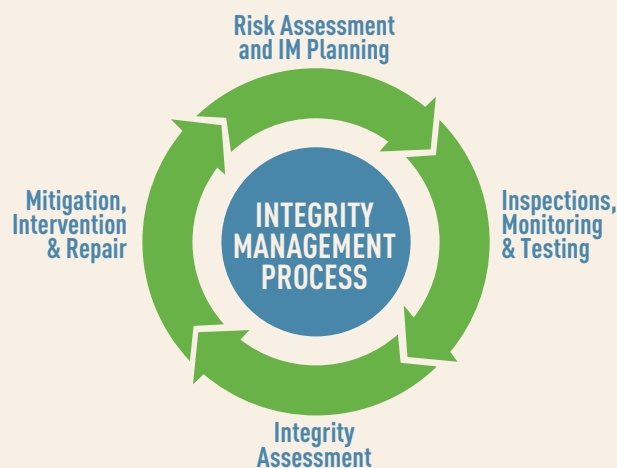 Risk Assessment
and IM Planning
Mitigation,
Intervention
& Repair
INTEGRITY
MANAGEMENT
PROCESS
Inspections,
Monitoring
& Testing
Integrity
Assessment